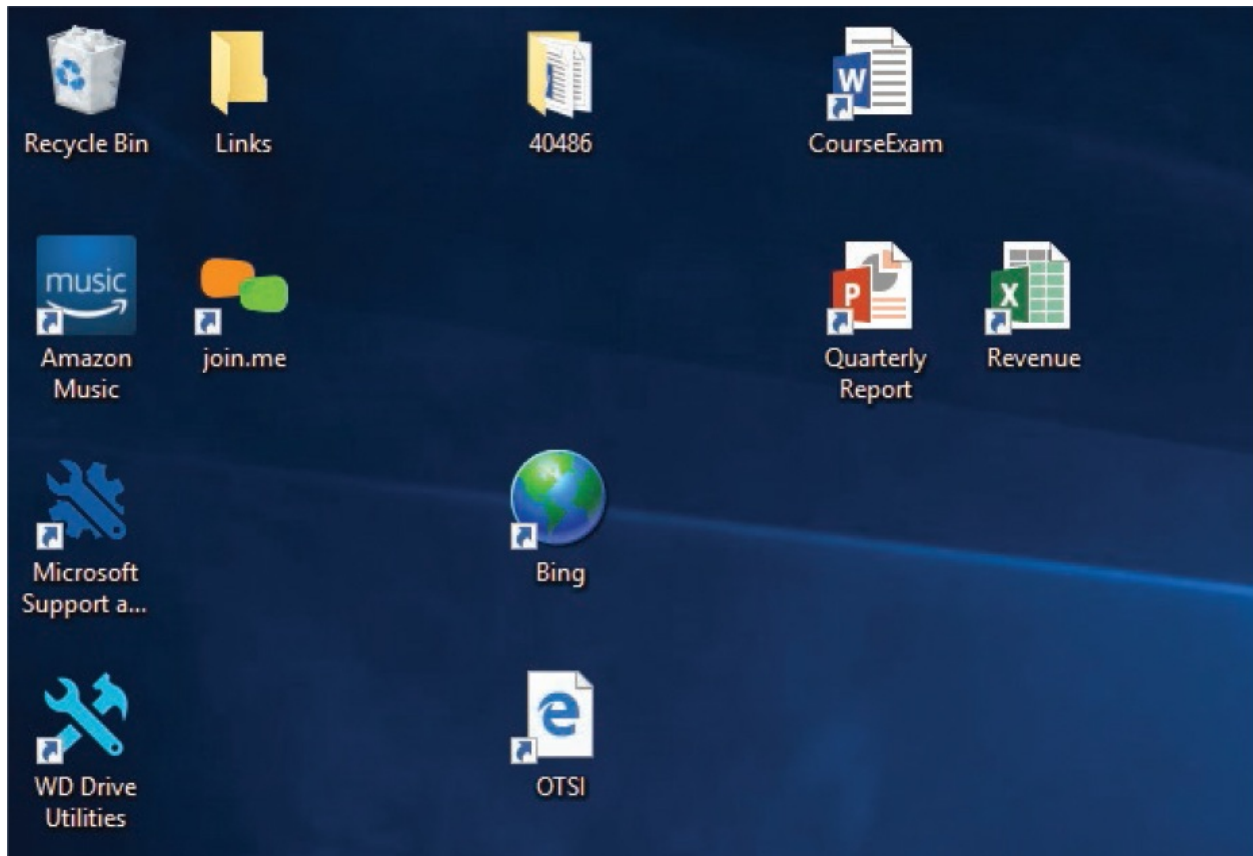 Recycle Bin
Links
40486
W
CourseExam
music
Amazon
Music
join.me
P
Quarterly
Report
X
Revenue
Microsoft
Support a...
Bing
WD Drive
Utilities
e
OTSI